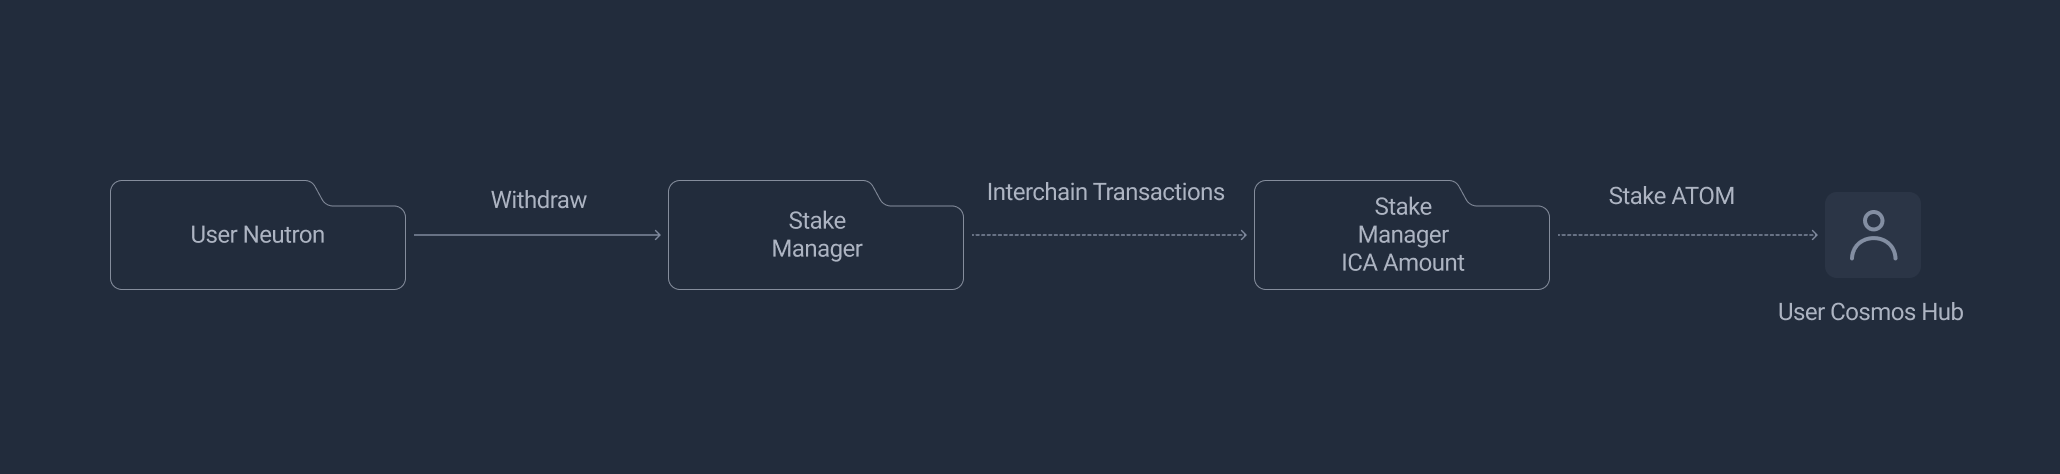 User Neutron
Withdraw
Stake
Manager
Interchain Transactions
Stake
Manager
ICA Amount
Stake ATOM
User Cosmos Hub